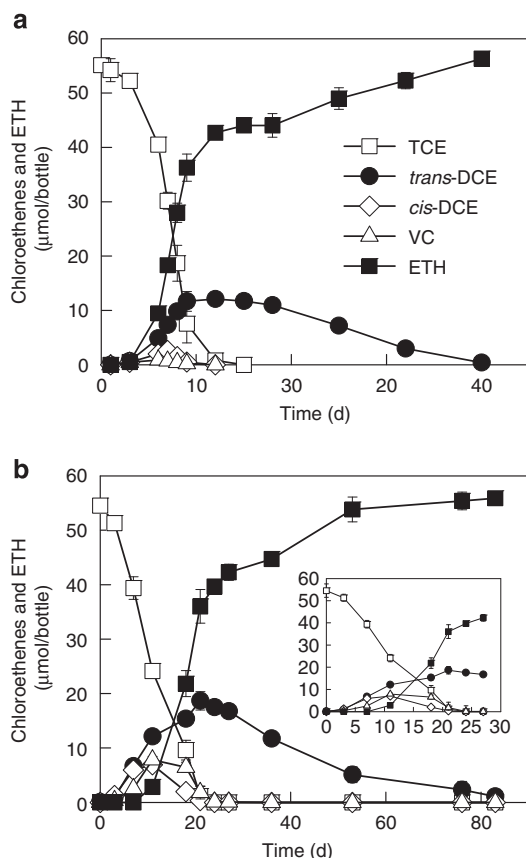 a
Chloroethenes and ETH
(μmol/bottle)
60
50
40
30
20
10
0
TCE
trans-DCE
cis-DCE
VC
ETH
0 10 30 20 40
Time (d)
b
Chloroethenes and ETH
(μmol/bottle)
60
50
40
30
20
10
0
60
50
40
30
20
10
0
0 5 10 15 20 25 30
0 20 40 60 80
Time (d)